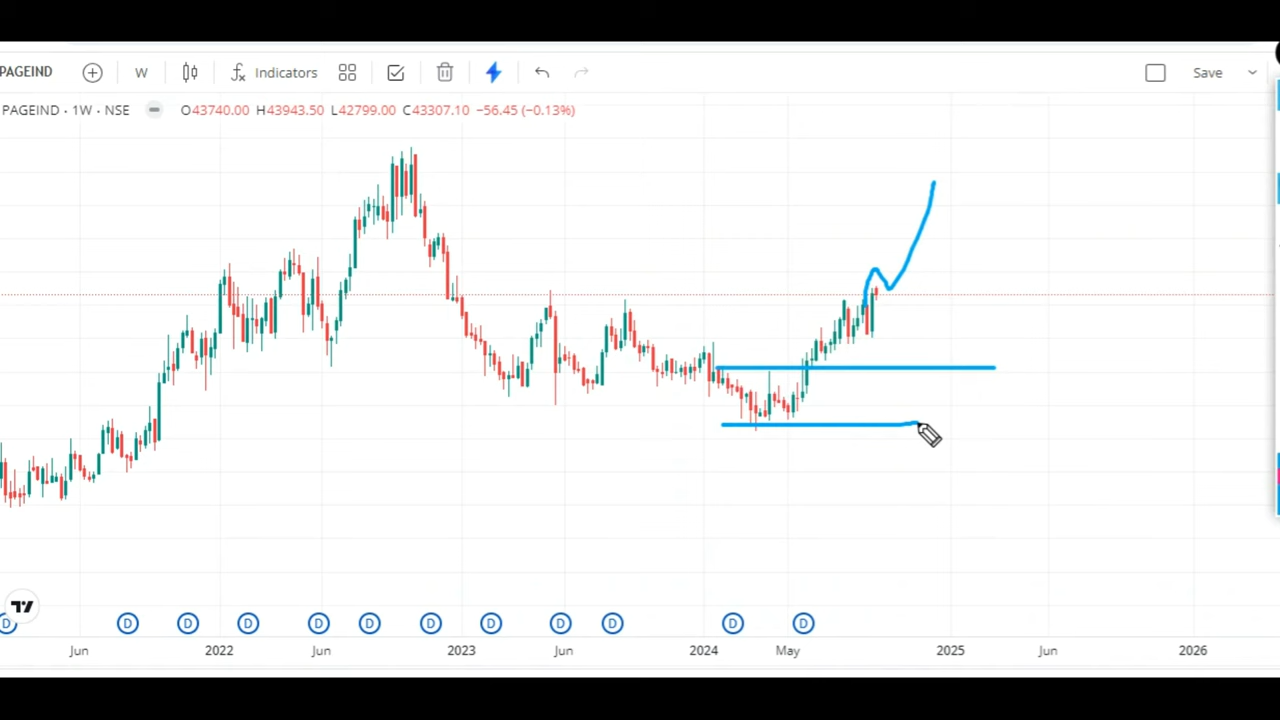 PAGEIND W Indicators Save
PAGEIND · 1W · NSE O43740.00 H43943.50 L42799.00 C43307.10 −56.45 (−0.13%)
D D D D D D D D D D D D
Jun 2022 Jun 2023 Jun 2024 May 2025 Jun 2026